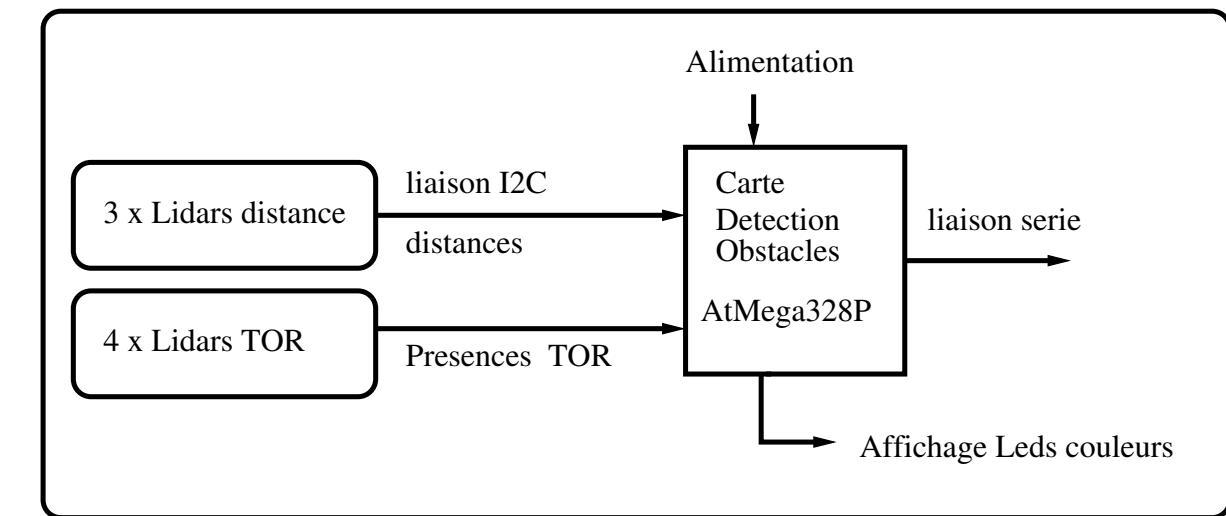 Alimentation
3 x Lidars distance
liaison I2C
distances
4 x Lidars TOR
Presences TOR
Carte
Detection
Obstacles
AtMega328P
liaison serie
Affichage Leds couleurs